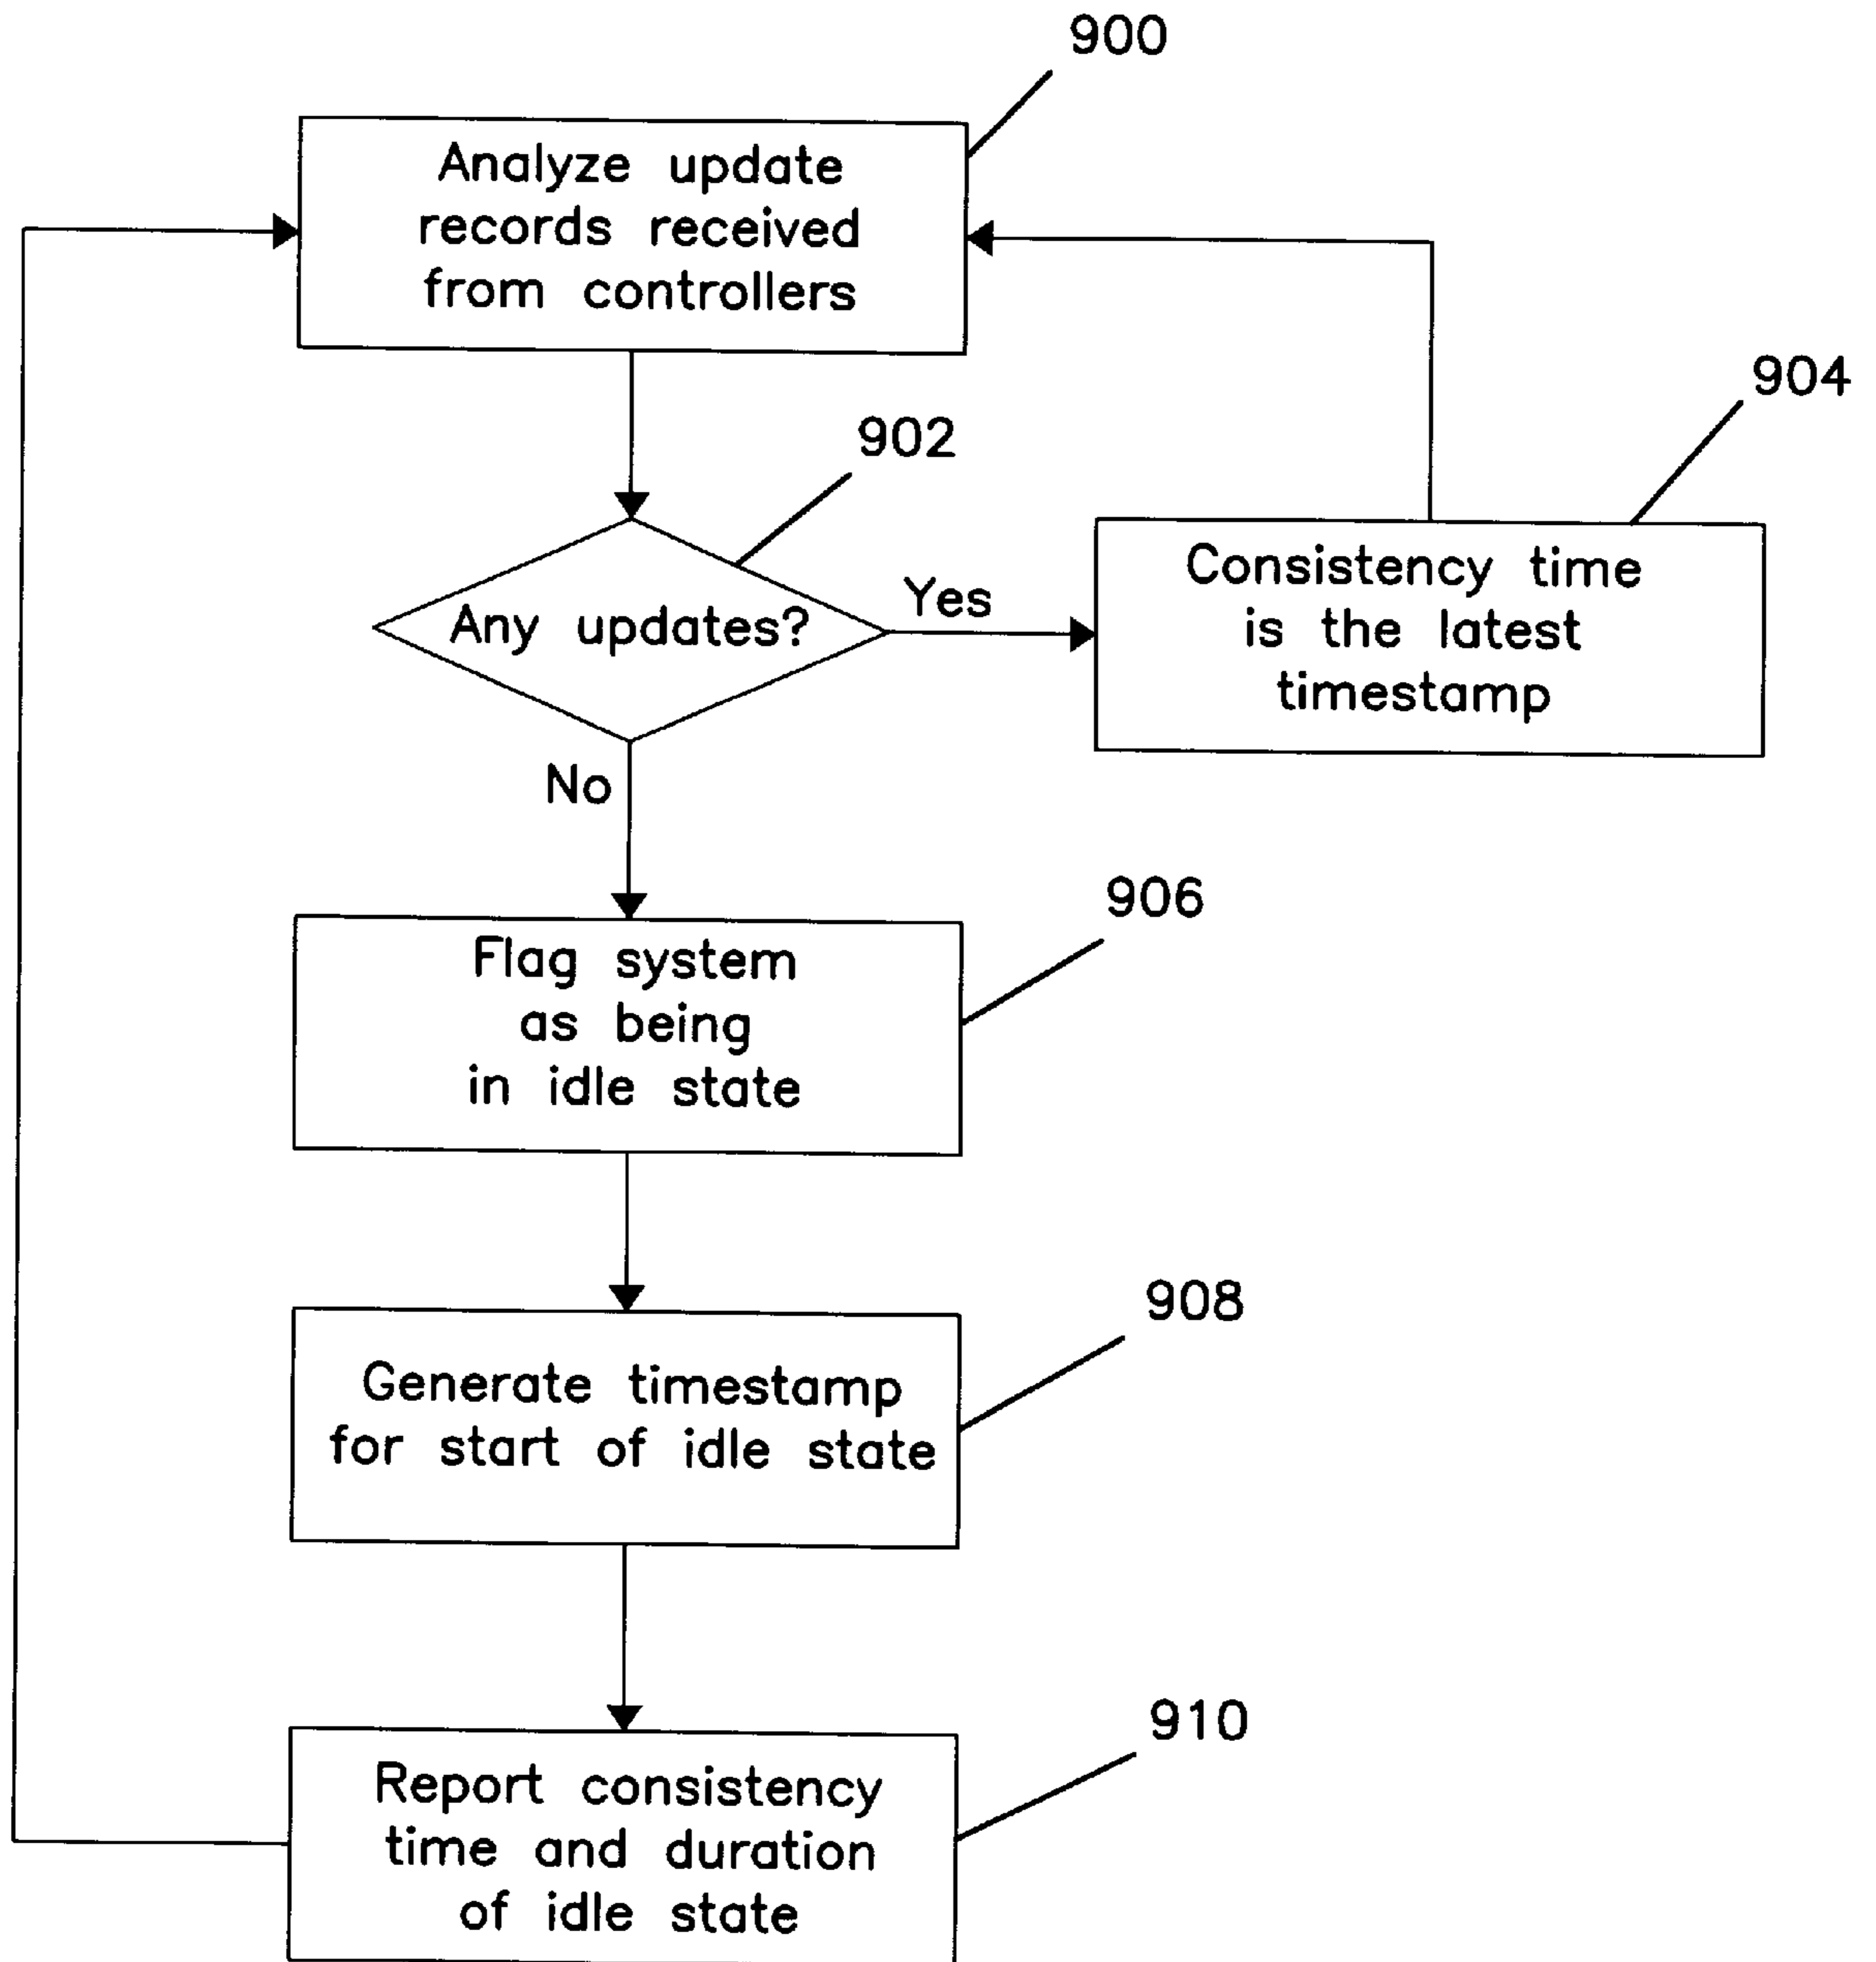 900
Analyze update
records received
from controllers
904
902
Any updates?
Yes
Consistency time
is the latest
timestamp
No
906
Flag system
as being
in idle state
908
Generate timestamp
for start of idle state
910
Report consistency
time and duration
of idle state